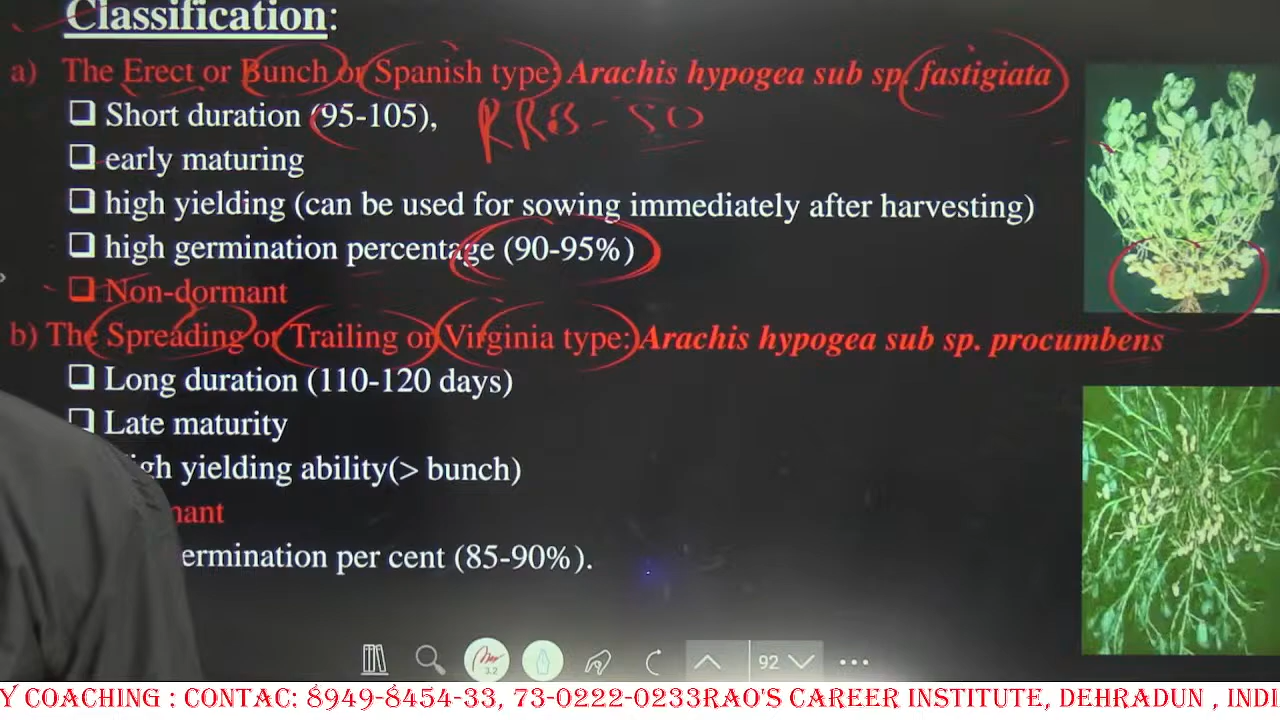 Classification:
a) The Erect or Bunch or Spanish type: Arachis hypogea sub sp. fastigiata
❑ Short duration (95-105), RRB - 50
❑ early maturing
❑ high yielding (can be used for sowing immediately after harvesting)
❑ high germination percentage (90-95%)
❑ Non-dormant
b) The Spreading or Trailing or Virginia type: Arachis hypogea sub sp. procumbens
❑ Long duration (110-120 days)
❑ Late maturity
yielding ability(> bunch)
per cent (85-90%).
3.2
92
Y COACHING : CONTAC: 8949-8454-33, 73-0222-0233RAO'S CAREER INSTITUTE, DEHRADUN , INDI